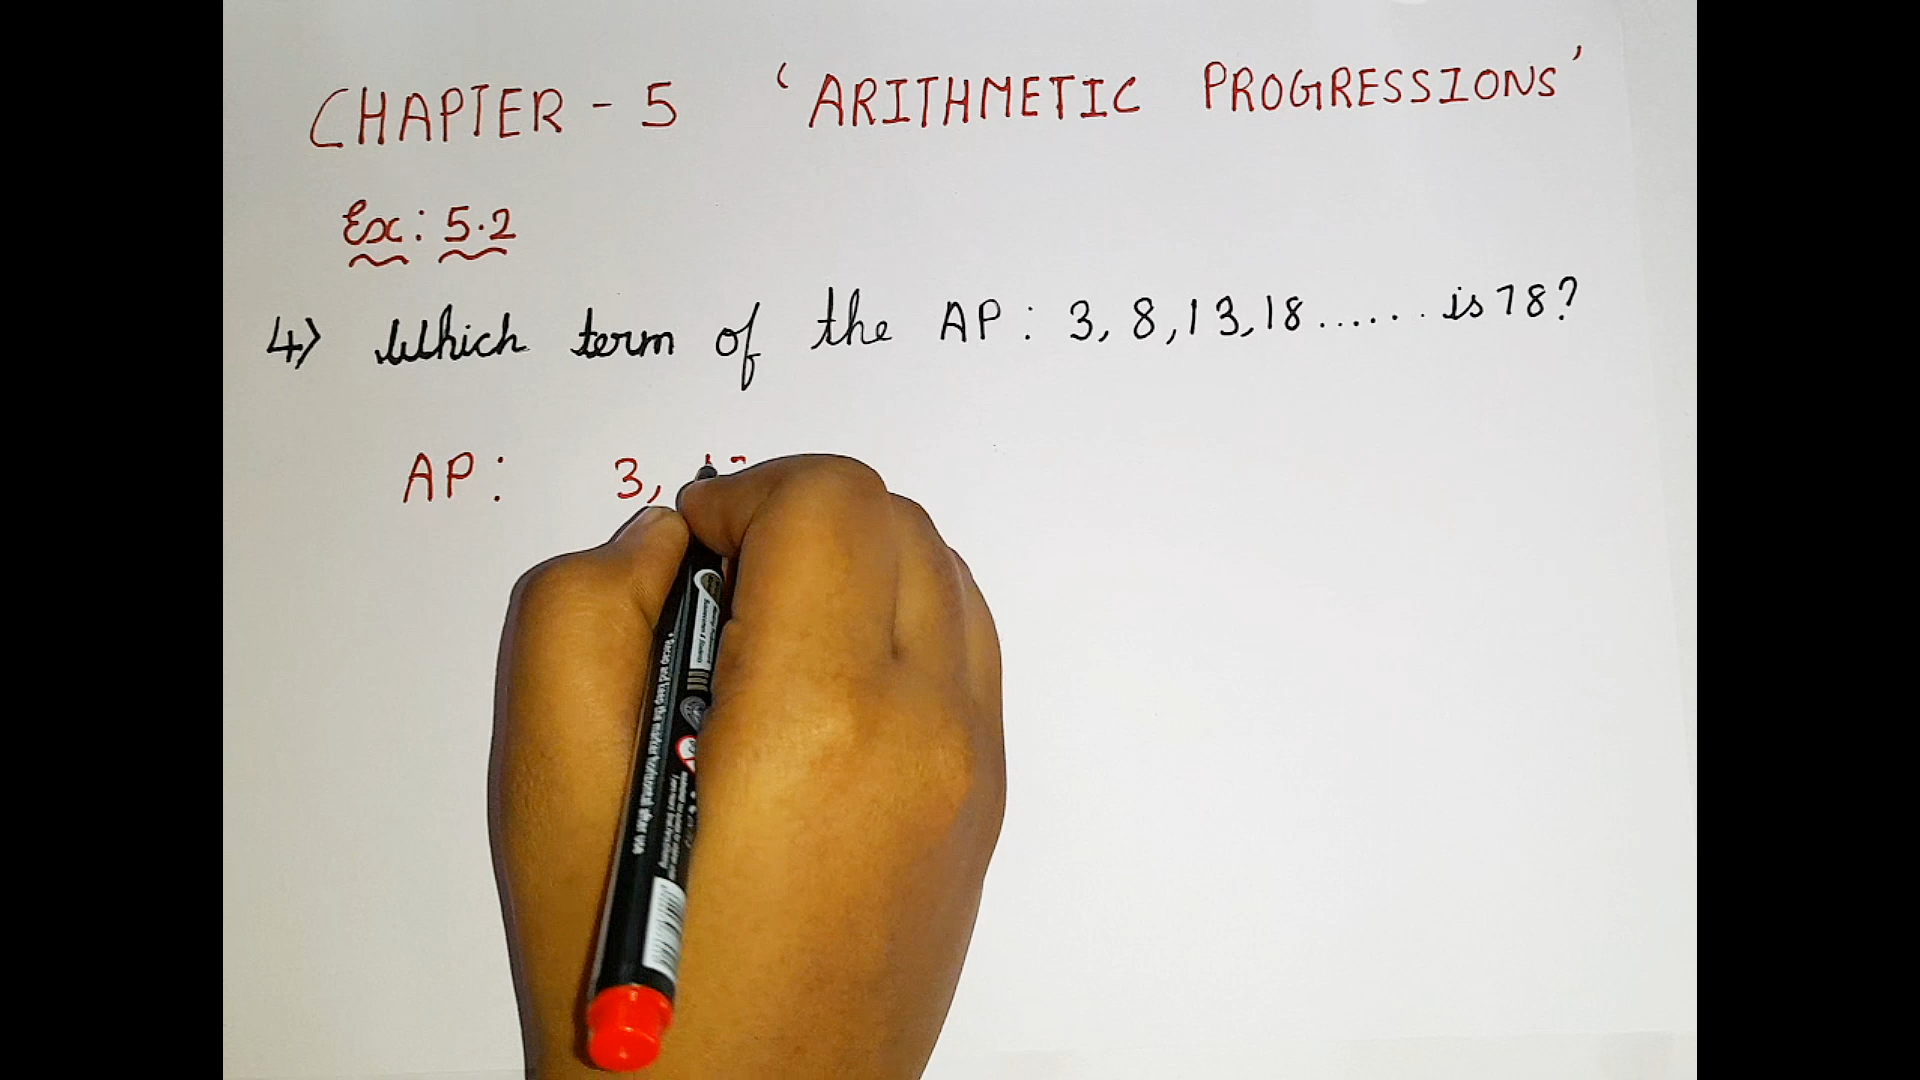 CHAPTER - 5 'ARITHMETIC PROGRESSIONS'
Ex: 5.2
4) Which term of the AP: 3, 8, 13, 18 ...... is 78?
AP: 3,